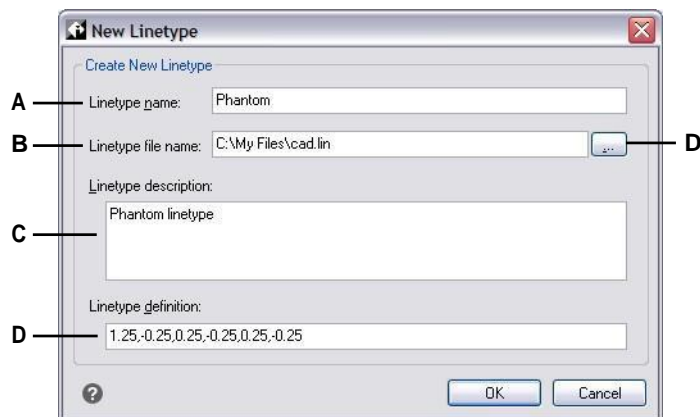 New Linetype
Create New Linetype
A Linetype name: Phantom
B Linetype file name: C:\My Files\cad.lin ... D
Linetype description:
C Phantom linetype
Linetype definition:
D 1.25,-0.25,0.25,-0.25,0.25,-0.25
? OK Cancel